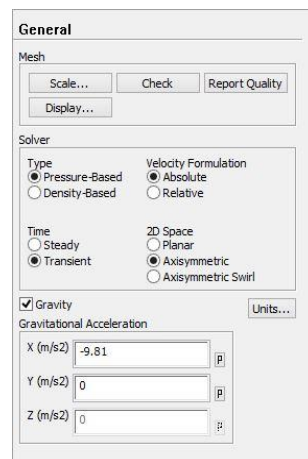 General
Mesh
Scale... Check Report Quality
Display...
Solver
Type Velocity Formulation
Pressure-Based Absolute
Density-Based Relative
Time 2D Space
Steady Planar
Transient Axisymmetric
Axisymmetric Swirl
Gravity Units...
Gravitational Acceleration
X (m/s2) -9.81 P
Y (m/s2) 0 P
Z (m/s2) 0 P